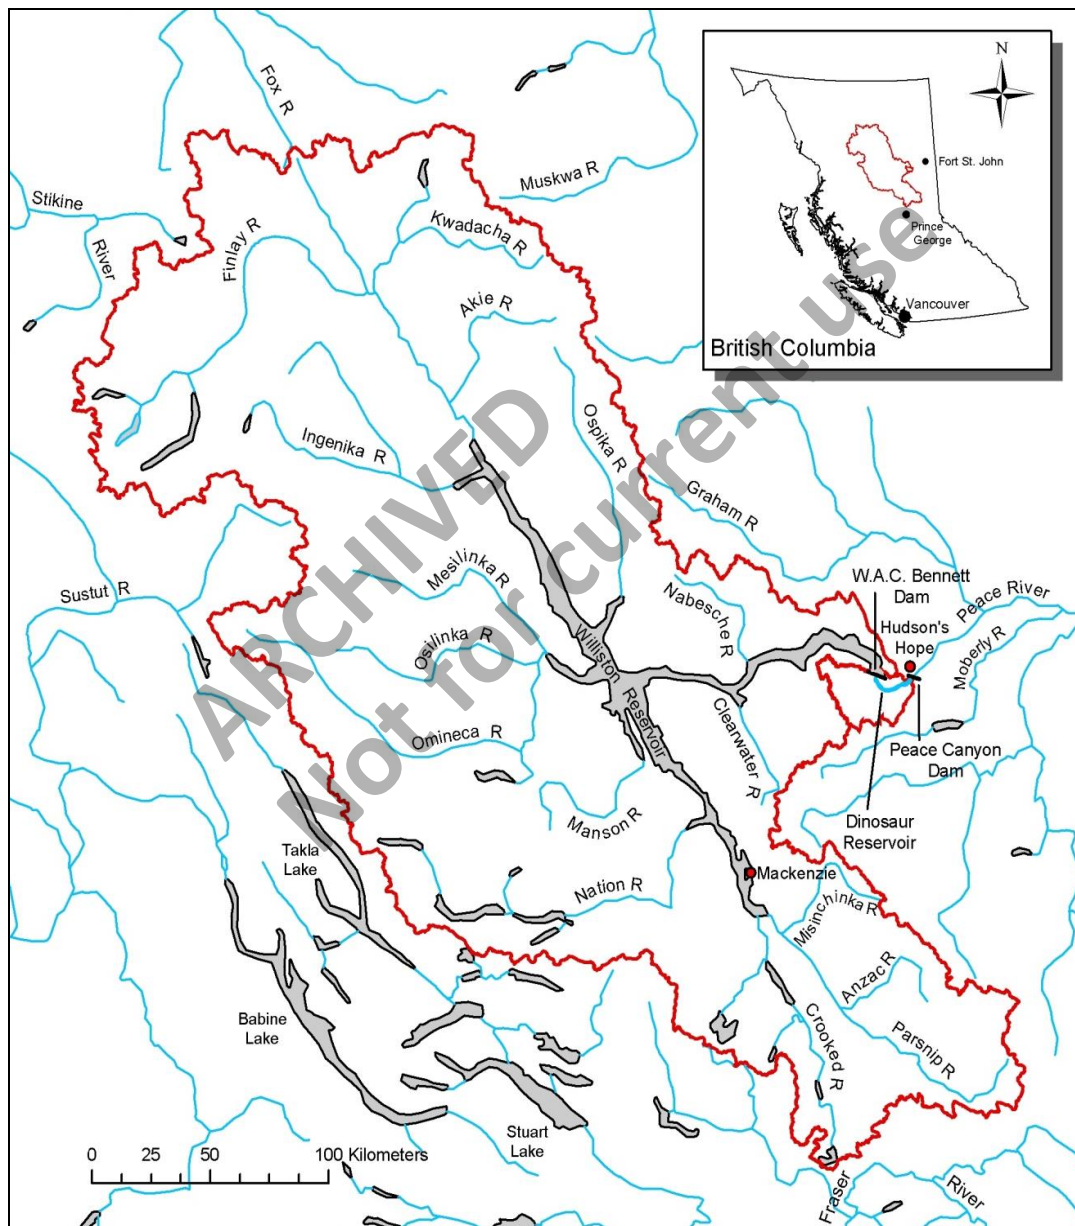 N
Fort St. John
Prince
George
Vancouver
British Columbia
Fox R
Muskwa R
Stikine
River
Finlay R
Kwadacha R
Akie R
Ingenika R
Ospika R
Graham R
Sustut R
Mesilinka R
Osilinka R
Omineca R
Manson R
Nation R
Williston Reservoir
Nabesche R
Clearwater R
W.A.C. Bennett
Dam
Hudson's
Hope
Peace River
Moberly R
Peace Canyon
Dam
Dinosaur
Reservoir
Mackenzie
Misinchinka R
Anzac R
Parsnip R
Crooked R
Takla
Lake
Babine
Lake
Stuart
Lake
Fraser
River
0 25 50 100 Kilometers
ARCHIVED
Not for current use